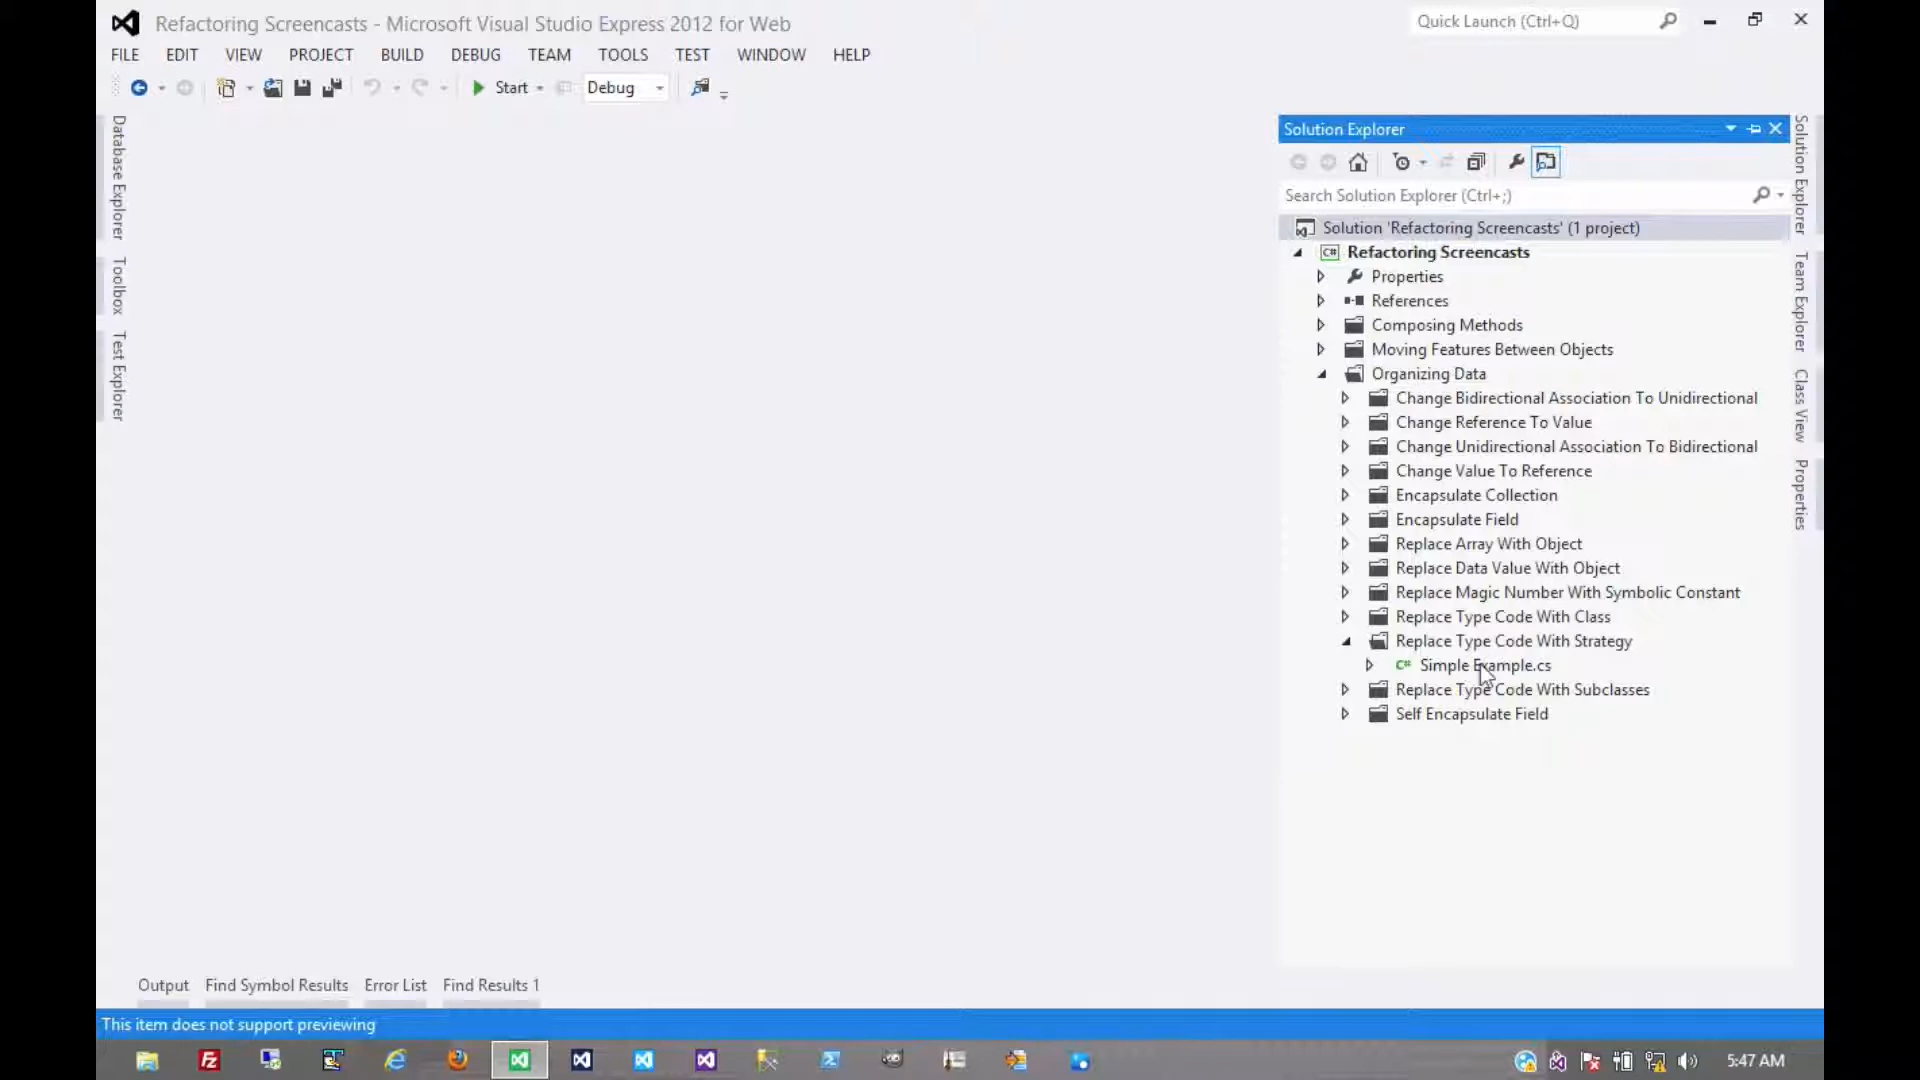 Refactoring Screencasts - Microsoft Visual Studio Express 2012 for Web
Quick Launch (Ctrl+Q)
FILE EDIT VIEW PROJECT BUILD DEBUG TEAM TOOLS TEST WINDOW HELP
Start Debug
Database Explorer
Toolbox
Test Explorer
Solution Explorer
Search Solution Explorer (Ctrl+;)
Solution 'Refactoring Screencasts' (1 project)
C# Refactoring Screencasts
Properties
References
Composing Methods
Moving Features Between Objects
Organizing Data
Change Bidirectional Association To Unidirectional
Change Reference To Value
Change Unidirectional Association To Bidirectional
Change Value To Reference
Encapsulate Collection
Encapsulate Field
Replace Array With Object
Replace Data Value With Object
Replace Magic Number With Symbolic Constant
Replace Type Code With Class
Replace Type Code With Strategy
C# Simple Example.cs
Replace Type Code With Subclasses
Self Encapsulate Field
Solution Explorer
Team Explorer
Class View
Properties
Output Find Symbol Results Error List Find Results 1
This item does not support previewing
5:47 AM